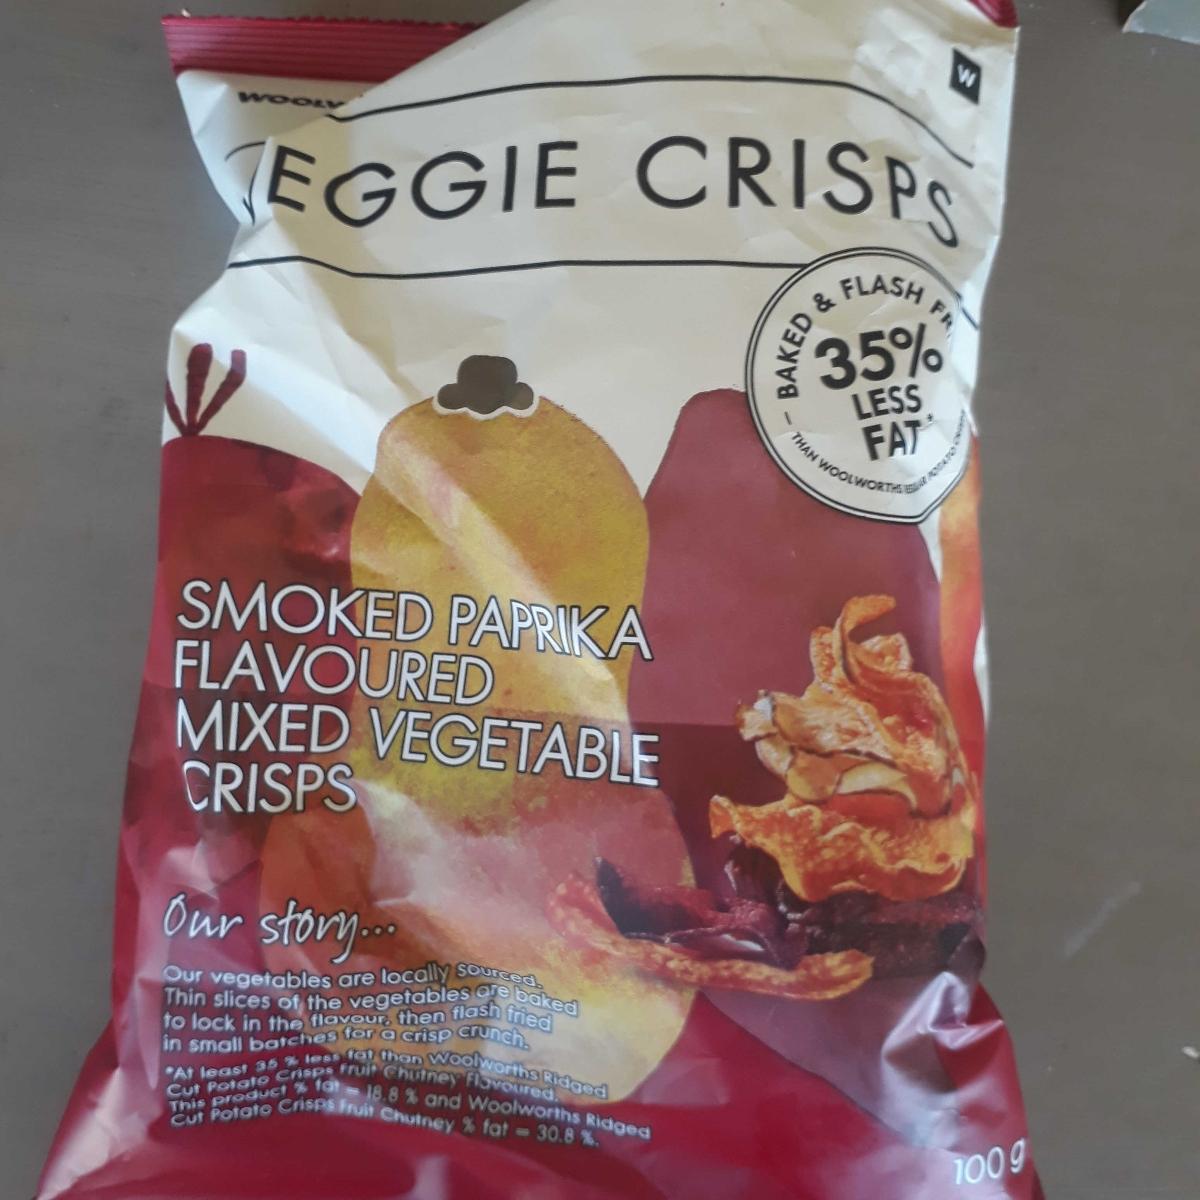 W
VEGGIE CRISPS
BAKED & FLASH
35%
LESS
FAT*
THAN WOOLWORTHS POTATO
SMOKED PAPRIKA
FLAVOURED
MIXED VEGETABLE
CRISPS
Our story...
Our vegetables are locally sourced.
Thin slices of the vegetables are baked
to lock in the flavour, then flash fried
in small batches for a crisp crunch.
*At least 35 % less fat than Woolworths Ridged
Cut Potato Crisps Fruit Chutney Flavoured.
This product % fat = 18.8 % and Woolworths Ridged
Cut Potato Crisps Fruit Chutney % fat = 30.8 %.
100 g